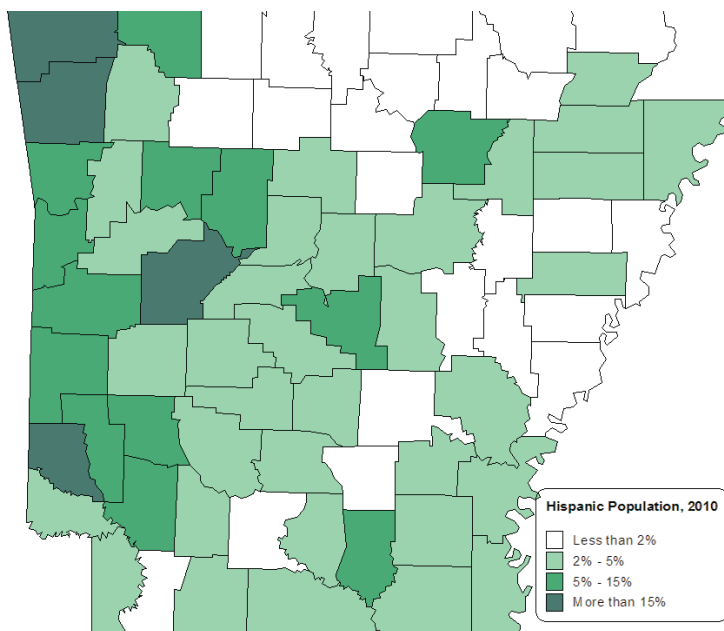 Hispanic Population, 2010
Less than 2%
2% - 5%
5% - 15%
More than 15%